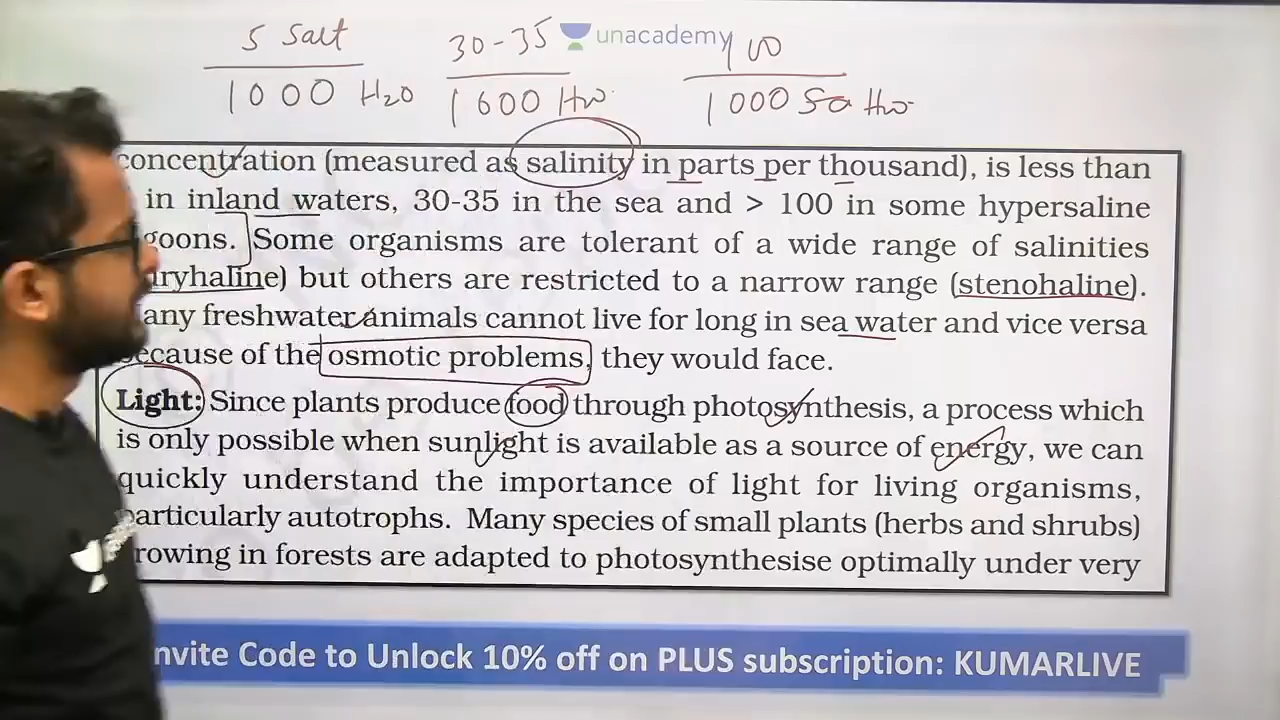 5 Salt
1000 H2O
30-35
1600
unacademy
100
1000
concentration (measured as salinity in parts per thousand), is less than
in inland waters, 30-35 in the sea and > 100 in some hypersaline
goons. Some organisms are tolerant of a wide range of salinities
ryhaline) but others are restricted to a narrow range (stenohaline).
any freshwater animals cannot live for long in sea water and vice versa
because of the osmotic problems, they would face.
Light: Since plants produce food through photosynthesis, a process which
is only possible when sunlight is available as a source of energy, we can
quickly understand the importance of light for living organisms,
particularly autotrophs. Many species of small plants (herbs and shrubs)
rowing in forests are adapted to photosynthesise optimally under very
nvite Code to Unlock 10% off on PLUS subscription: KUMARLIVE